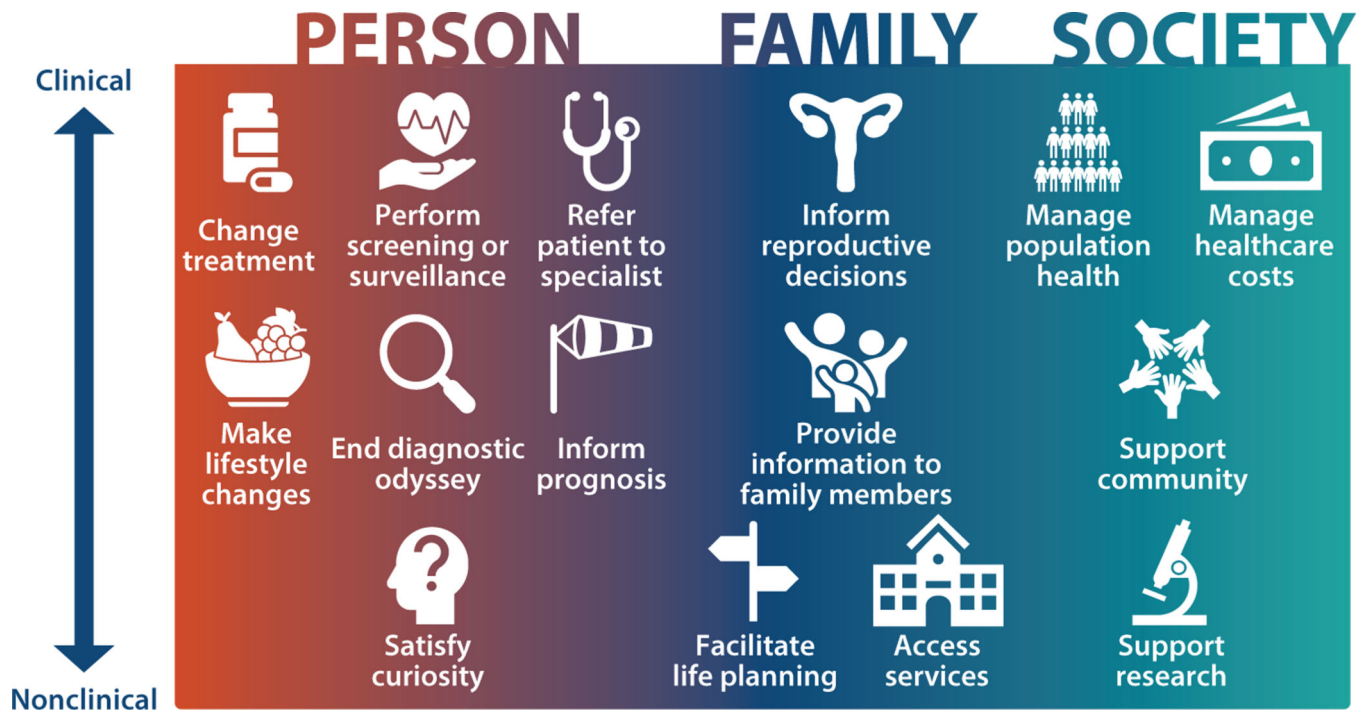 PERSON FAMILY SOCIETY
Clinical
Change
treatment
Perform
screening or
surveillance
Refer
patient to
specialist
Inform
reproductive
decisions
Manage
population
health
Manage
healthcare
costs
Make
lifestyle
changes
End diagnostic
odyssey
Inform
prognosis
Provide
information to
family members
Support
community
?
Satisfy
curiosity
Facilitate
life planning
Access
services
Support
research
Nonclinical